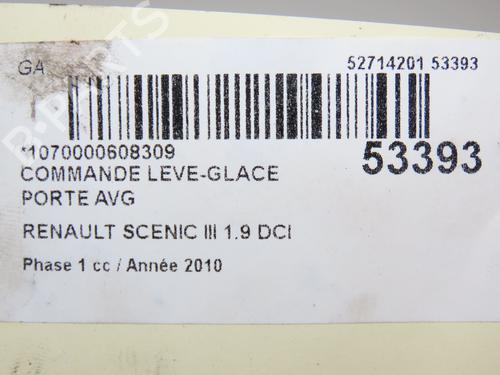 GA 52714201 53393
*1070000608309 53393
COMMANDE LEVE-GLACE
PORTE AVG
RENAULT SCENIC III 1.9 DCI
Phase 1 cc / Année 2010
B-PARTS